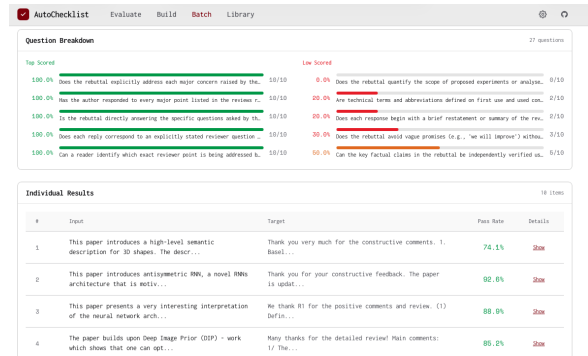 AutoChecklist Evaluate Build Batch Library
Question Breakdown 27 questions
Top Scored Low Scored
100.0% Does the rebuttal explicitly address each major concern raised by the… 10/10
100.0% Has the author responded to every major point listed in the reviews r… 10/10
100.0% Is the rebuttal directly answering the specific questions asked by th… 10/10
100.0% Does each reply correspond to an explicitly stated reviewer question … 10/10
100.0% Can a reader identify which exact reviewer point is being addressed b… 10/10
0.0% Does the rebuttal quantify the scope of proposed experiments or analyse… 0/10
20.0% Are technical terms and abbreviations defined on first use and used con… 2/10
20.0% Does each response begin with a brief restatement or summary of the rev… 2/10
30.0% Does the rebuttal avoid vague promises (e.g., 'we will improve') withou… 3/10
50.0% Can the key factual claims in the rebuttal be independently verified us… 5/10
Individual Results 10 items
# Input Target Pass Rate Details
1 This paper introduces a high-level semantic description for 3D shapes. The descr... Thank you very much for the constructive comments. 1. Basel... 74.1% Show
2 This paper introduces antisymmetric RNN, a novel RNNs architecture that is motiv... Thank you for your constructive feedback. The paper is updat... 92.6% Show
3 This paper presents a very interesting interpretation of the neural network arch... We thank R1 for the positive comments and review. (1) Defin... 88.9% Show
4 The paper builds upon Deep Image Prior (DIP) - work which shows that one can opt... Many thanks for the detailed review! Main comments: 1/ The... 85.2% Show